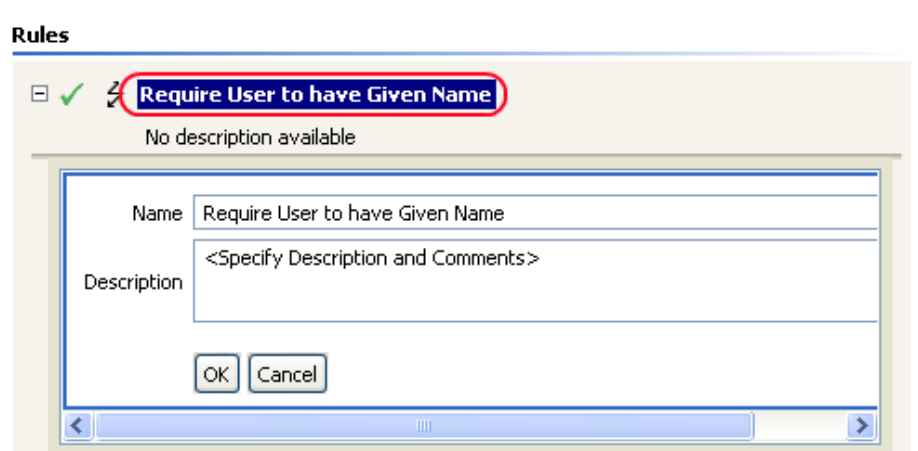 Rules
Require User to have Given Name
No description available
Name Require User to have Given Name
<Specify Description and Comments>
Description
OK Cancel